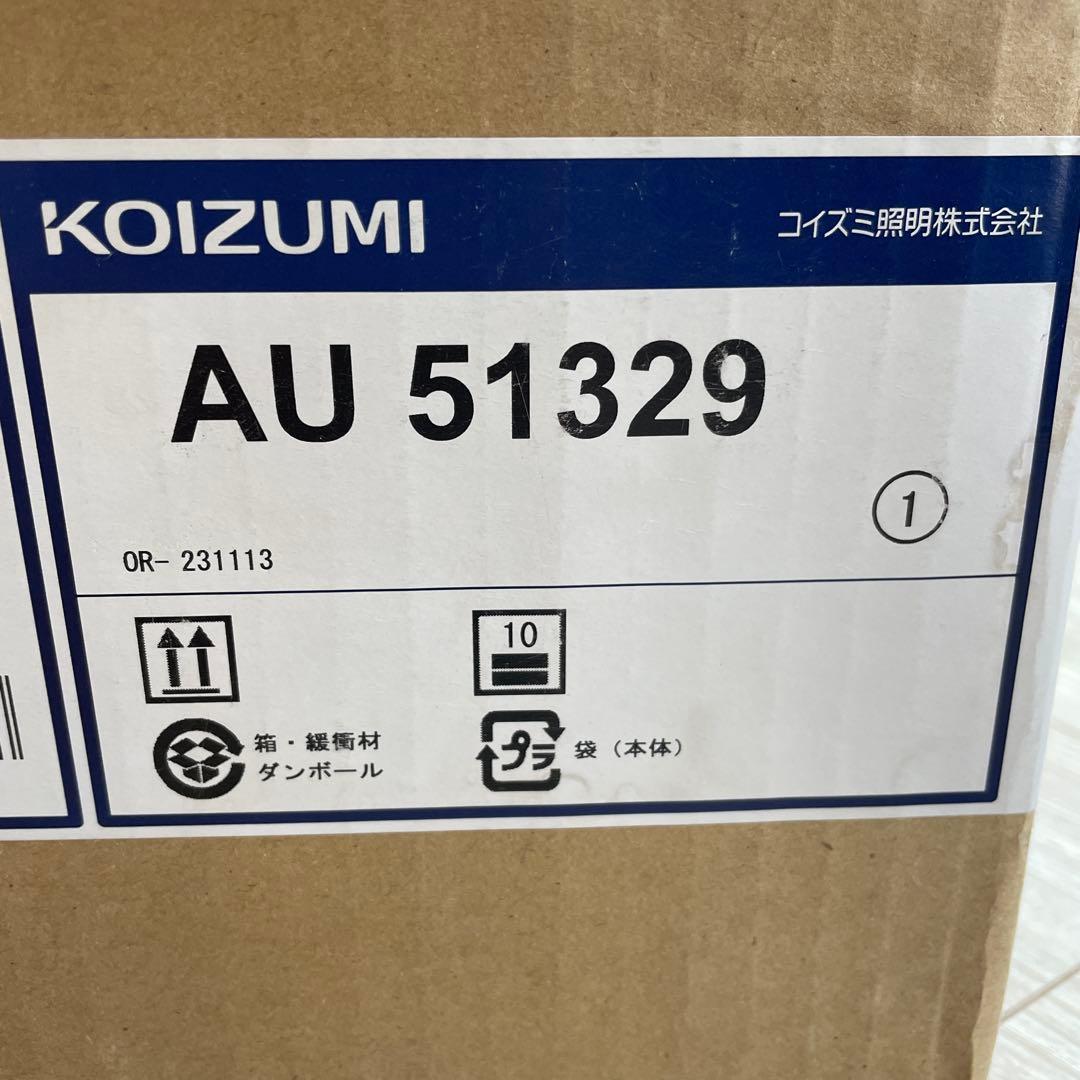 KOIZUMI
コイズミ照明株式会社
AU 51329
1
OR- 231113
10
箱・緩衝材
ダンボール
プラ
袋（本体）